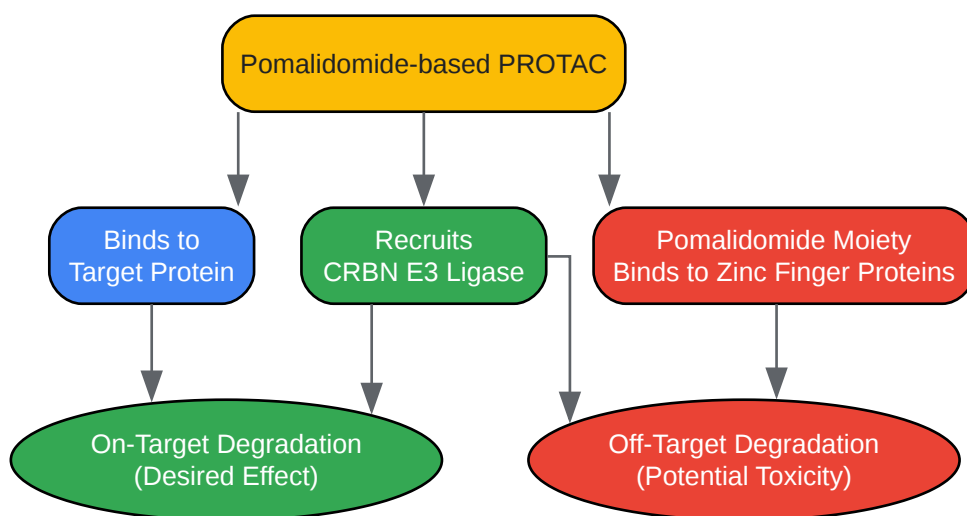 Pomalidomide-based PROTAC
Binds to
Target Protein
Recruits
CRBN E3 Ligase
Pomalidomide Moiety
Binds to Zinc Finger Proteins
On-Target Degradation
(Desired Effect)
Off-Target Degradation
(Potential Toxicity)